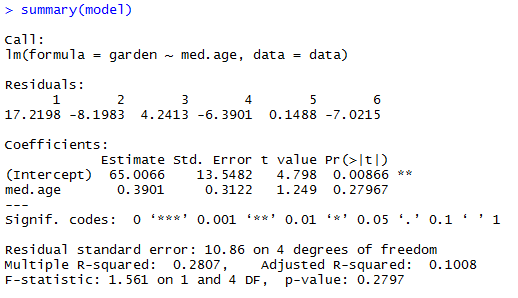 > summary(model)
Call:
lm(formula = garden ~ med.age, data = data)
Residuals:
1 2 3 4 5 6
17.2198 -8.1983 4.2413 -6.3901 0.1488 -7.0215
Coefficients:
Estimate Std. Error t value Pr(>|t|)
(Intercept) 65.0066 13.5482 4.798 0.00866 **
med.age 0.3901 0.3122 1.249 0.27967
---
Signif. codes: 0 ‘***’ 0.001 ‘**’ 0.01 ‘*’ 0.05 ‘.’ 0.1 ‘ ’ 1
Residual standard error: 10.86 on 4 degrees of freedom
Multiple R-squared: 0.2807, Adjusted R-squared: 0.1008
F-statistic: 1.561 on 1 and 4 DF, p-value: 0.2797